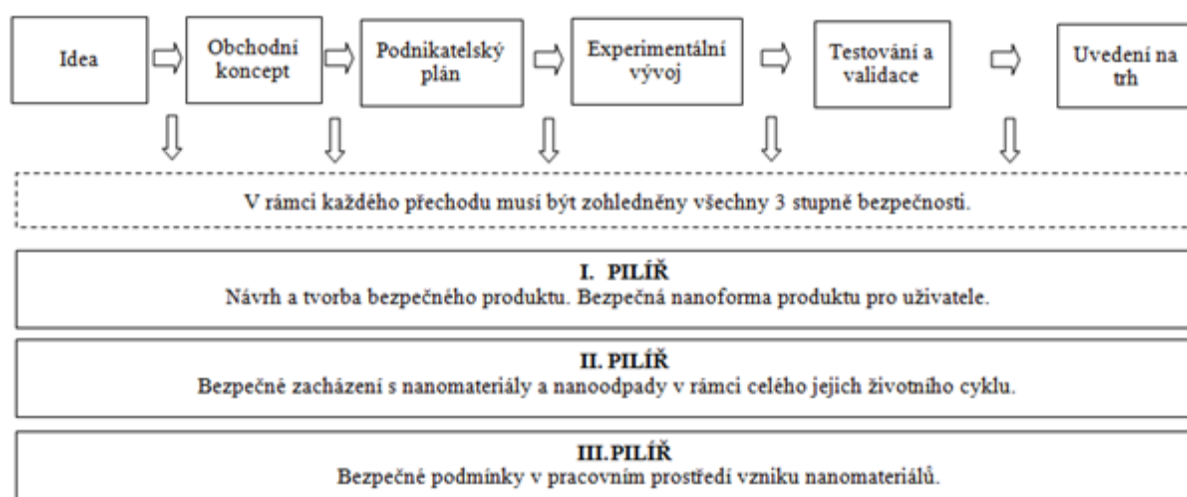 Idea
Obchodní
koncept
Podnikatelský
plán
Experimentální
vývoj
Testování a
validace
Uvedení na
trh
V rámci každého přechodu musí být zohledněny všechny 3 stupně bezpečnosti.
I. PILÍŘ
Návrh a tvorba bezpečného produktu. Bezpečná nanoforma produktu pro uživatele.
II. PILÍŘ
Bezpečné zacházení s nanomateriály a nanoodpady v rámci celého jejich životního cyklu.
III. PILÍŘ
Bezpečné podmínky v pracovním prostředí vzniku nanomateriálů.